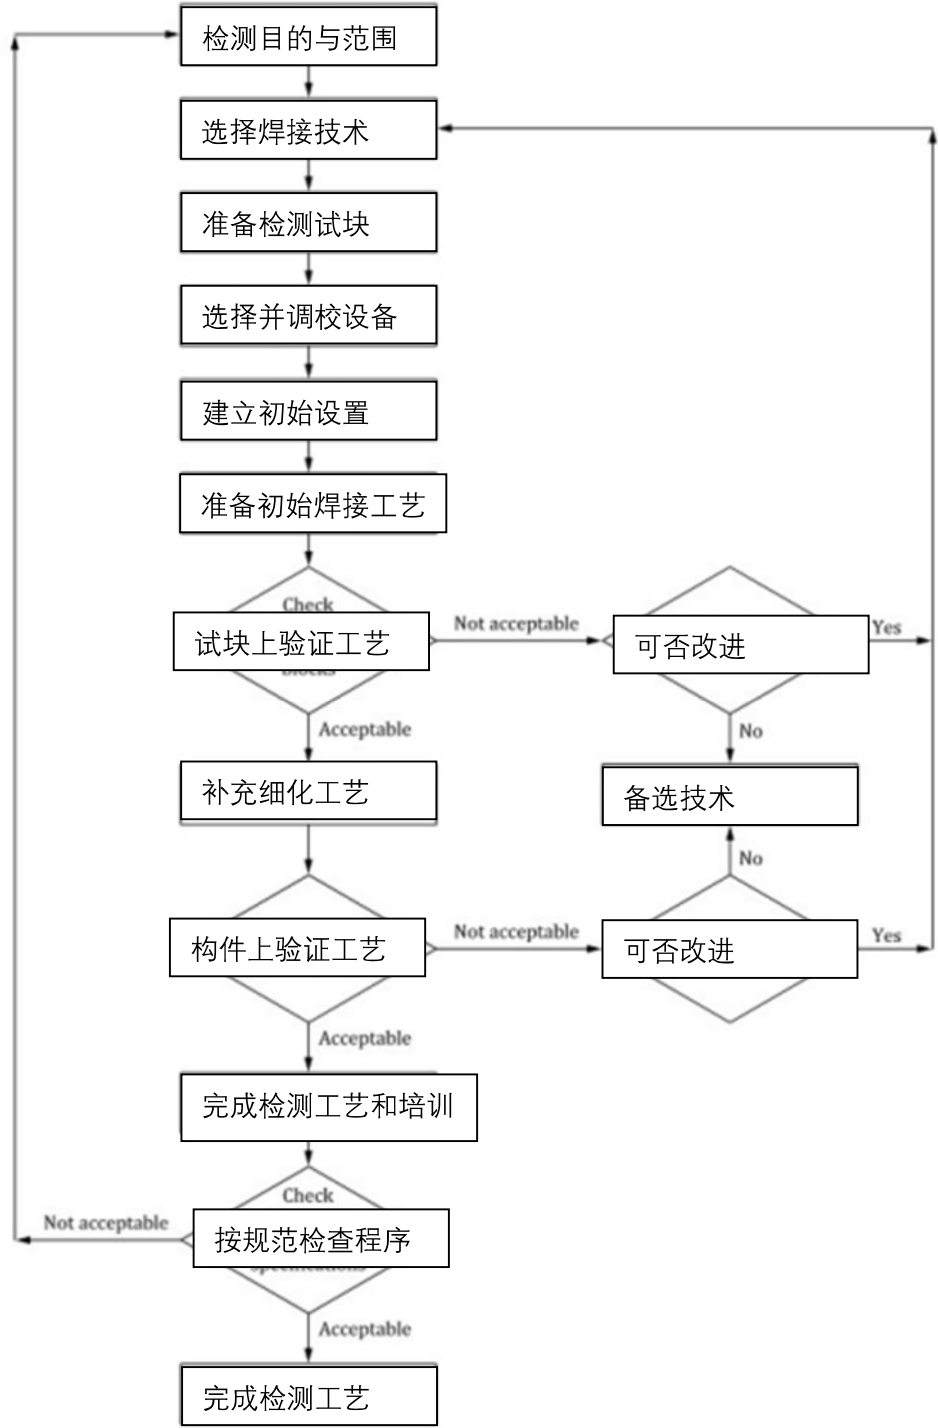 检测目的与范围
选择焊接技术
准备检测试块
选择并调校设备
建立初始设置
准备初始焊接工艺
Check
试块上验证工艺
Not acceptable
可否改进
Yes
Acceptable
No
补充细化工艺
备选技术
No
构件上验证工艺
Not acceptable
可否改进
Yes
Acceptable
完成检测工艺和培训
Check
Not acceptable
按规范检查程序
Acceptable
完成检测工艺